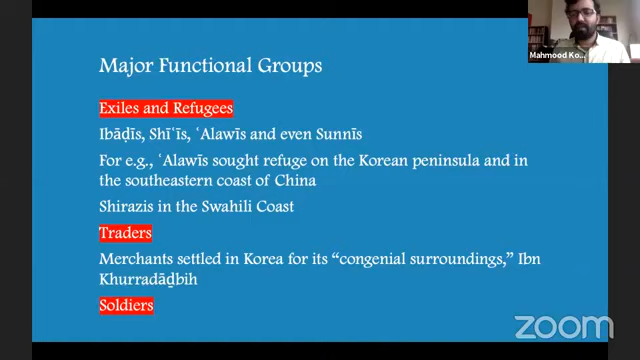 Mahmood Ko...
Major Functional Groups
Exiles and Refugees
Ibāḍīs, Shīʿīs, ʿAlawīs and even Sunnīs
For e.g., ʿAlawīs sought refuge on the Korean peninsula and in
the southeastern coast of China
Shirazis in the Swahili Coast
Traders
Merchants settled in Korea for its “congenial surroundings,” Ibn
Khurradāḏbih
Soldiers
zoom